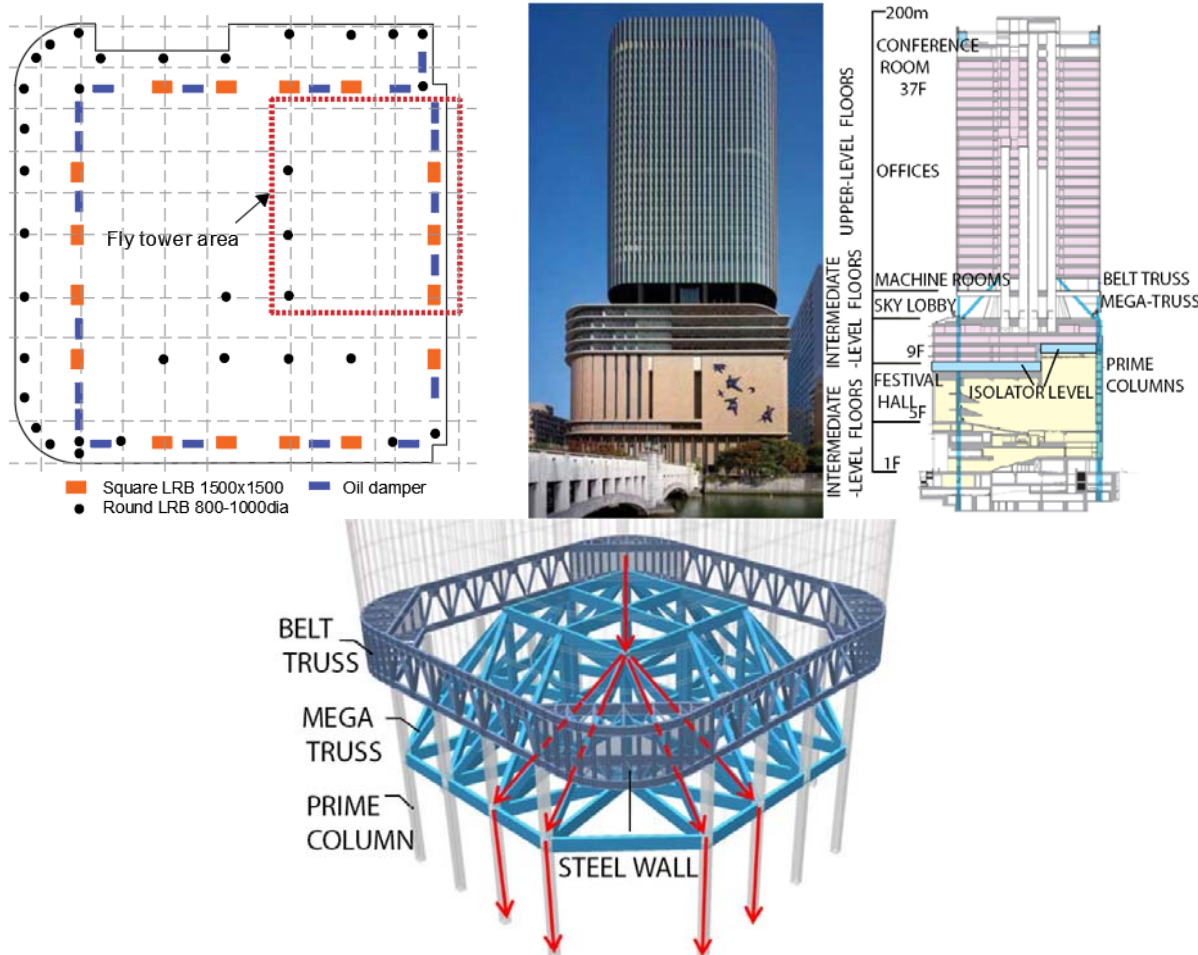 Fly tower area
Square LRB 1500x1500
Oil damper
Round LRB 800-1000dia
200m
CONFERENCE
ROOM
37F
OFFICES
MACHINE ROOMS
SKY LOBBY
9F
FESTIVAL
HALL
5F
1F
UPPER-LEVEL FLOORS
INTERMEDIATE
-LEVEL FLOORS
INTERMEDIATE
-LEVEL FLOORS
BELT TRUSS
MEGA-TRUSS
PRIME
COLUMNS
ISOLATOR LEVEL
BELT
TRUSS
MEGA
TRUSS
PRIME
COLUMN
STEEL WALL